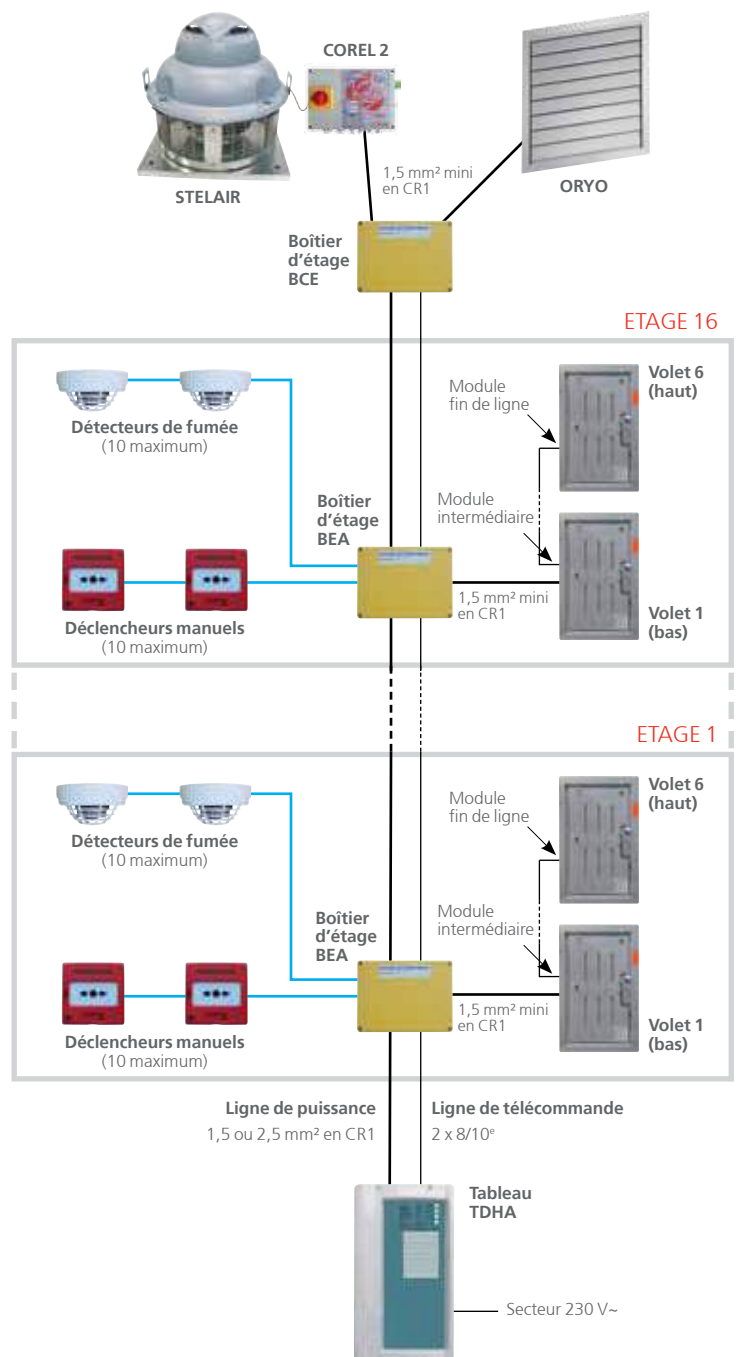 COREL 2
STELAIR
1,5 mm² mini
en CR1
ORYO
Boîtier
d'étage
BCE
ETAGE 16
Détecteurs de fumée
(10 maximum)
Module
fin de ligne
Volet 6
(haut)
Boîtier
d'étage
BEA
Module
intermédiaire
Déclencheurs manuels
(10 maximum)
1,5 mm² mini
en CR1
Volet 1
(bas)
ETAGE 1
Détecteurs de fumée
(10 maximum)
Module
fin de ligne
Volet 6
(haut)
Boîtier
d'étage
BEA
Module
intermédiaire
Déclencheurs manuels
(10 maximum)
1,5 mm² mini
en CR1
Volet 1
(bas)
Ligne de puissance
1,5 ou 2,5 mm² en CR1
Ligne de télécommande
2 x 8/10ᵉ
Tableau
TDHA
Secteur 230 V~